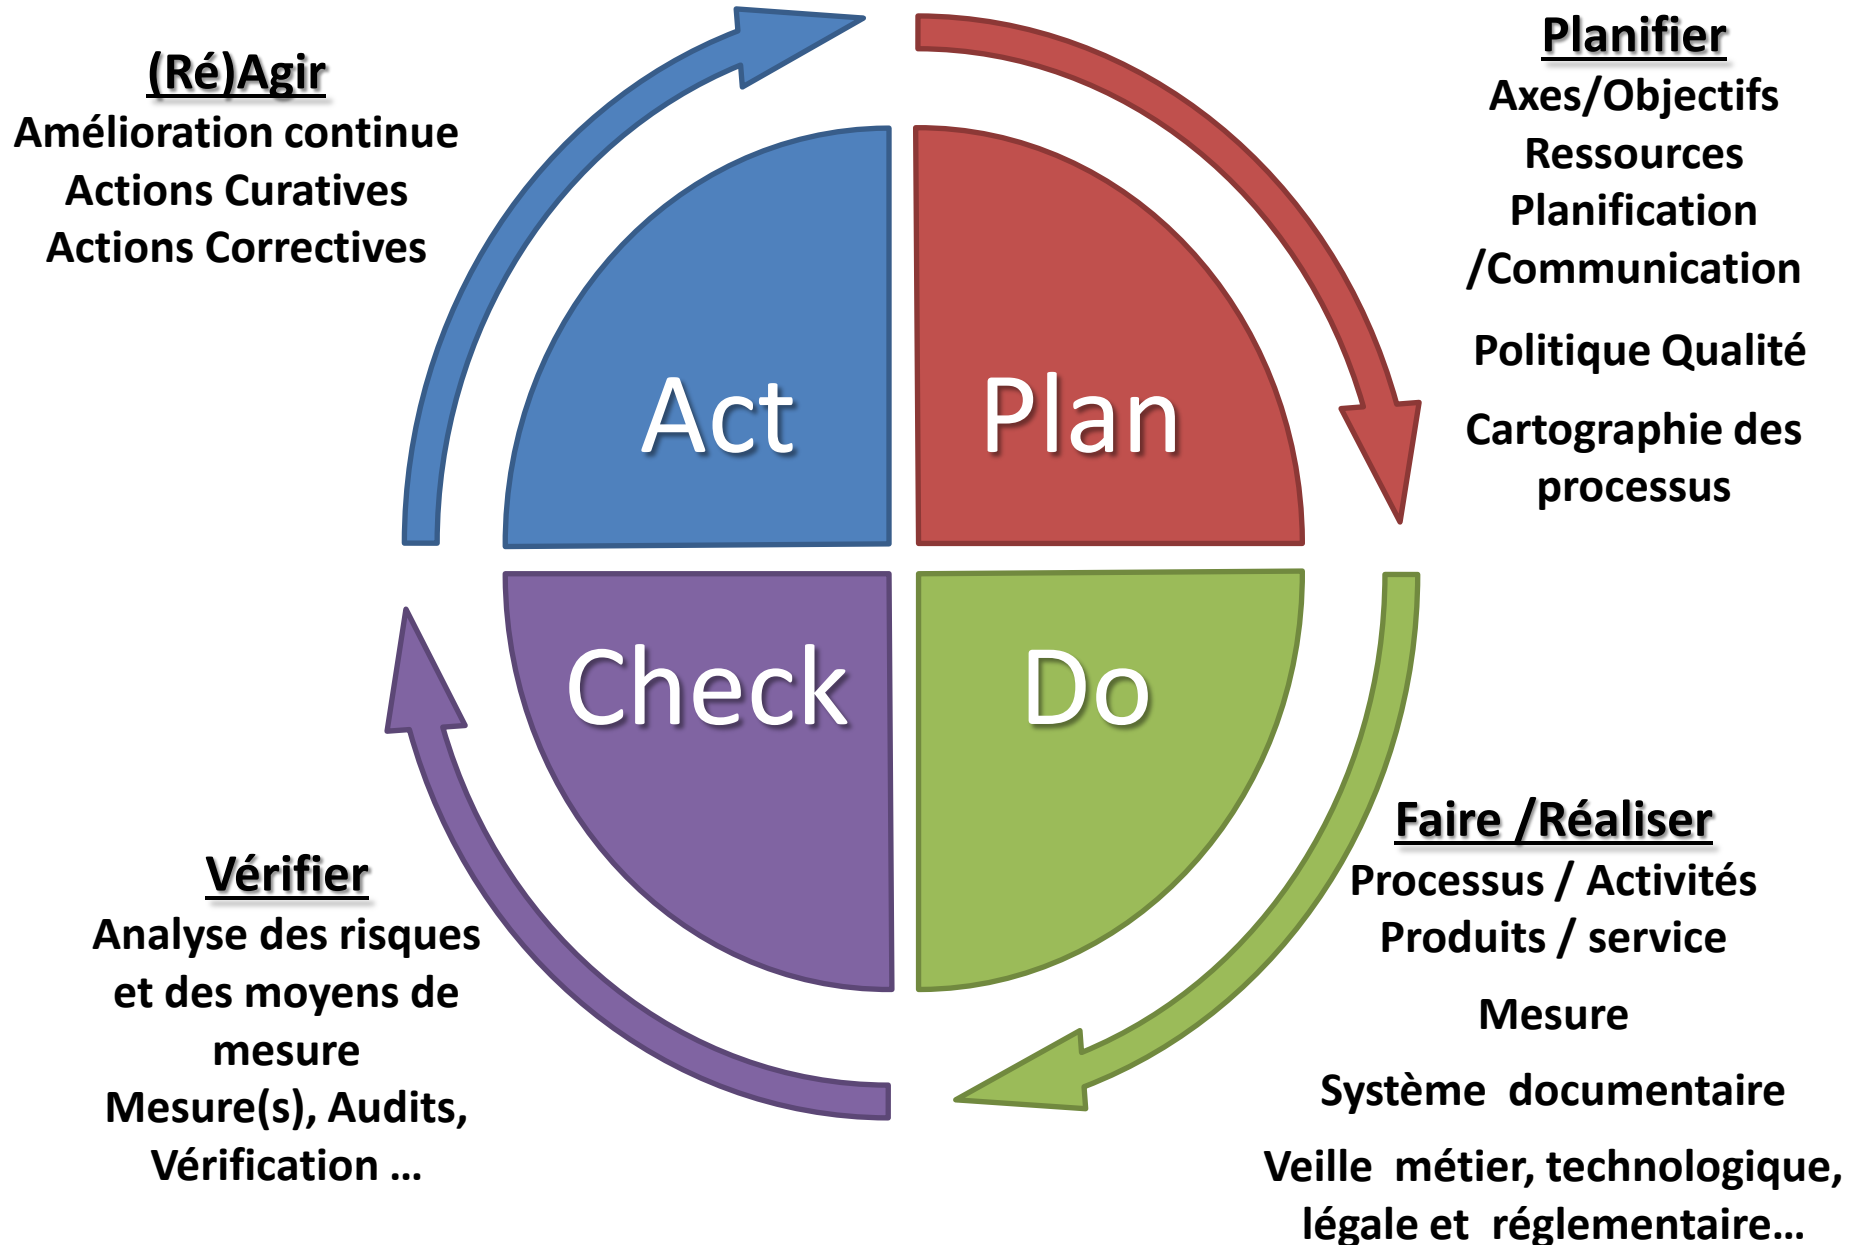 (Ré)Agir
Amélioration continue
Actions Curatives
Actions Correctives
Planifier
Axes/Objectifs
Ressources
Planification
/Communication
Politique Qualité
Cartographie des
processus
Act
Plan
Check
Do
Vérifier
Analyse des risques
et des moyens de
mesure
Mesure(s), Audits,
Vérification ...
Faire /Réaliser
Processus / Activités
Produits / service
Mesure
Système documentaire
Veille métier, technologique,
légale et réglementaire...